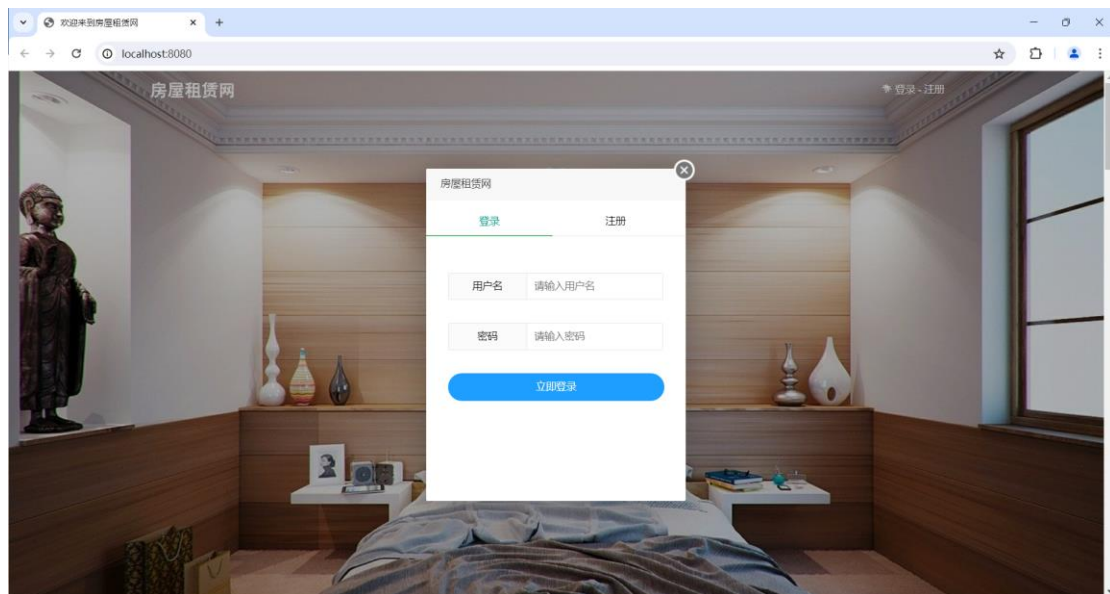 欢迎来到房屋租赁网
localhost:8080
房屋租赁网
登录 - 注册
房屋租赁网
登录 注册
用户名 请输入用户名
密码 请输入密码
立即登录